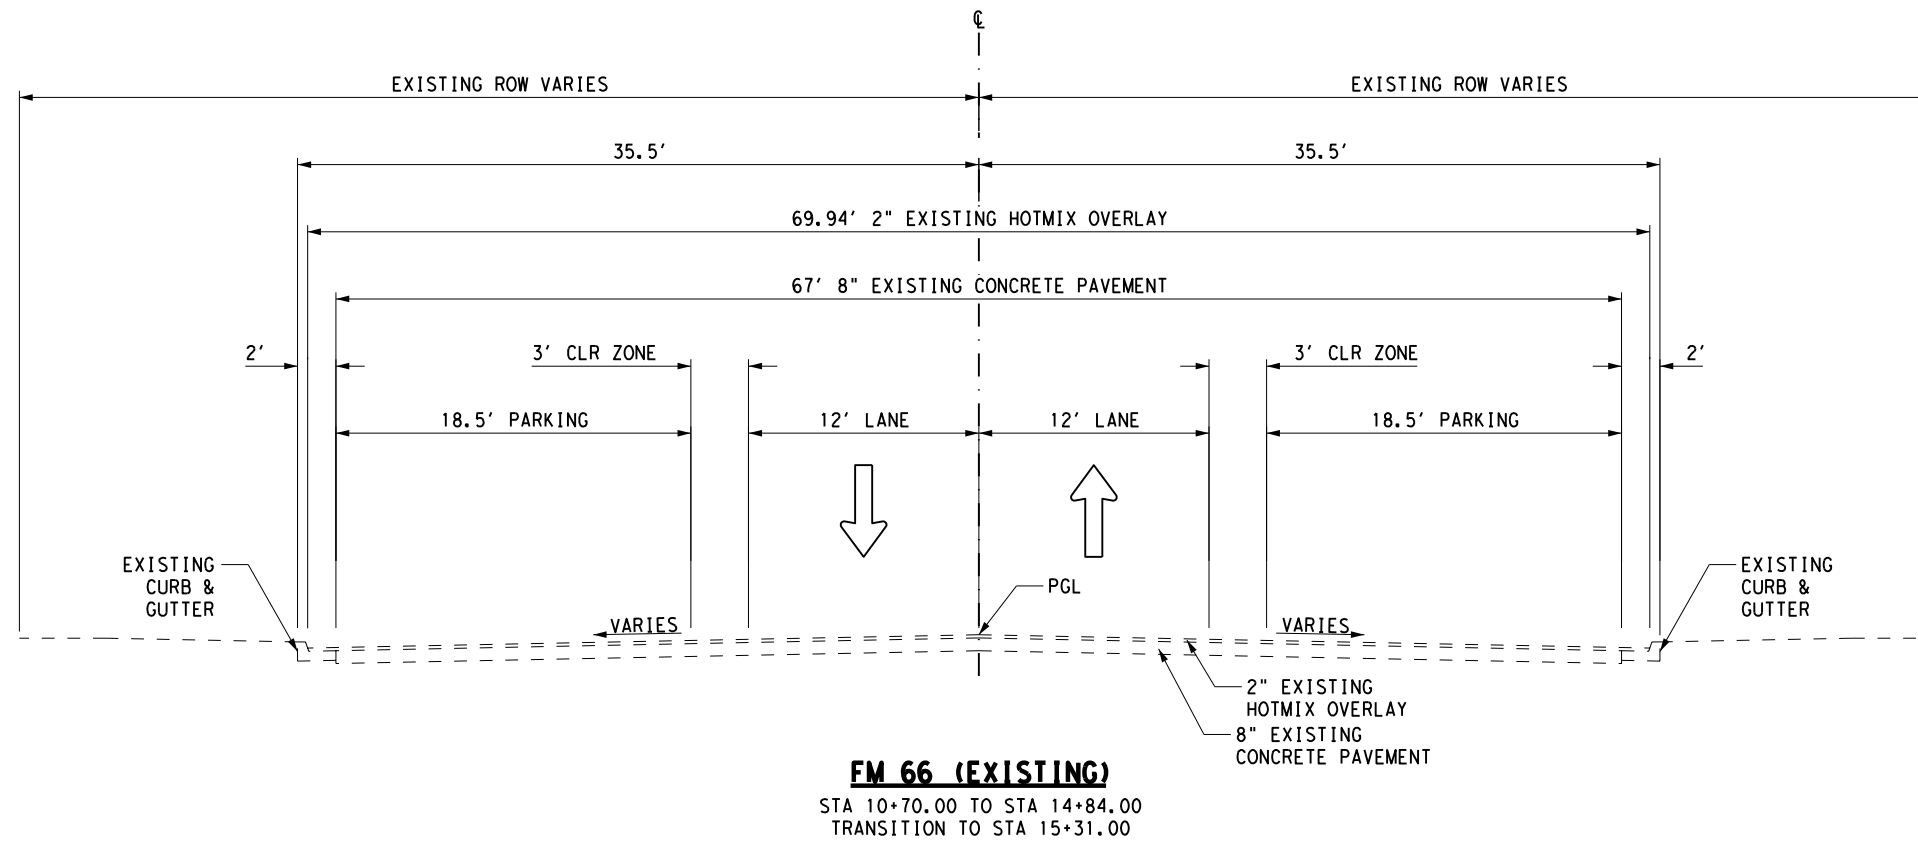 ℄
EXISTING ROW VARIES
EXISTING ROW VARIES
35.5'
35.5'
69.94' 2" EXISTING HOTMIX OVERLAY
67' 8" EXISTING CONCRETE PAVEMENT
2'
3' CLR ZONE
3' CLR ZONE
2'
18.5' PARKING
12' LANE
12' LANE
18.5' PARKING
EXISTING
CURB &
GUTTER
PGL
EXISTING
CURB &
GUTTER
VARIES
VARIES
2" EXISTING
HOTMIX OVERLAY
8" EXISTING
CONCRETE PAVEMENT
FM 66 (EXISTING)
STA 10+70.00 TO STA 14+84.00
TRANSITION TO STA 15+31.00